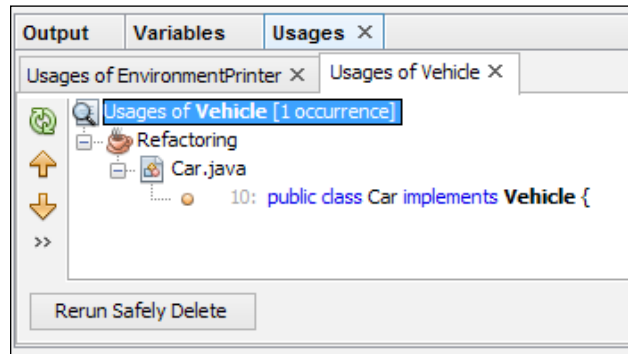 Output Variables Usages ×
Usages of EnvironmentPrinter × Usages of Vehicle ×
Usages of Vehicle [1 occurrence]
Refactoring
Car.java
10: public class Car implements Vehicle {
>>
Rerun Safely Delete